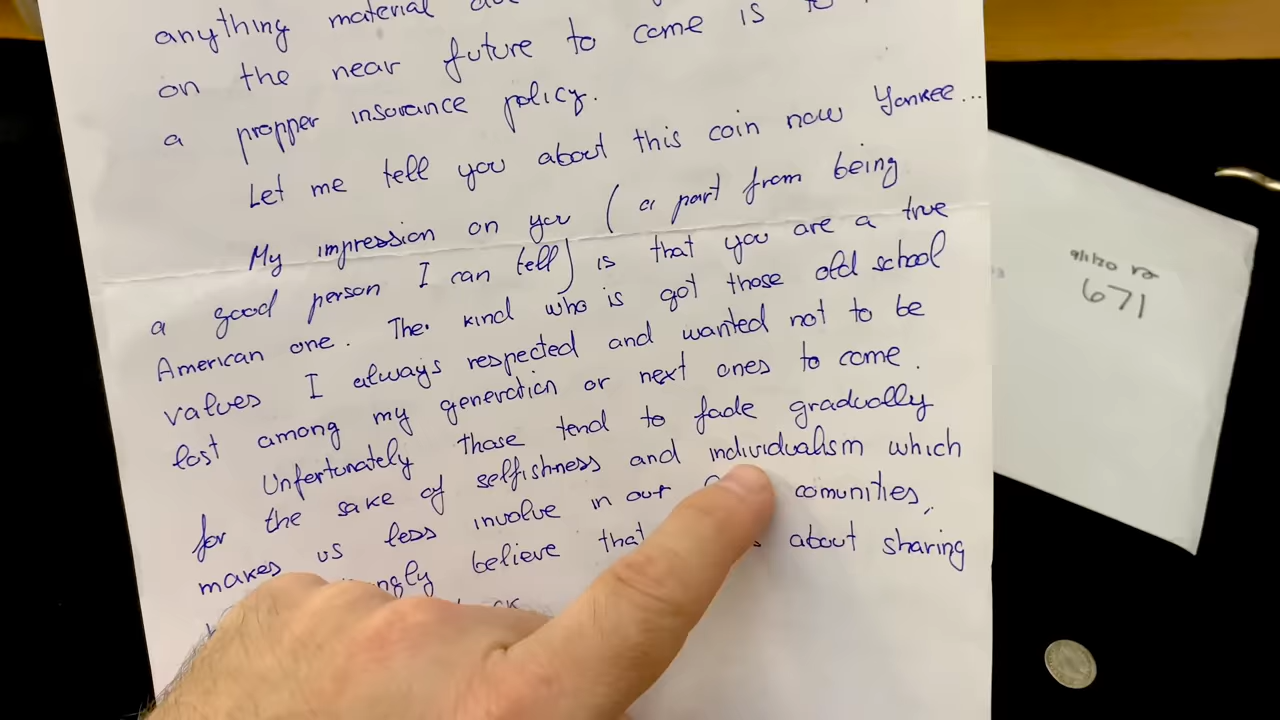 anything material
on the near future to come is
a propper insurance policy.
Let me tell you about this coin now Yankee...
My impression on you (a part from being
a good person I can tell) is that you are a true
American one. The kind who is got those old school
values I always respected and wanted not to be
lost among my generation or next ones to come.
Unfortunately those tend to fade gradually
for the sake of selfishness and individualism which
makes us less involve in our comunities,
believe that about sharing
9/1/20
671